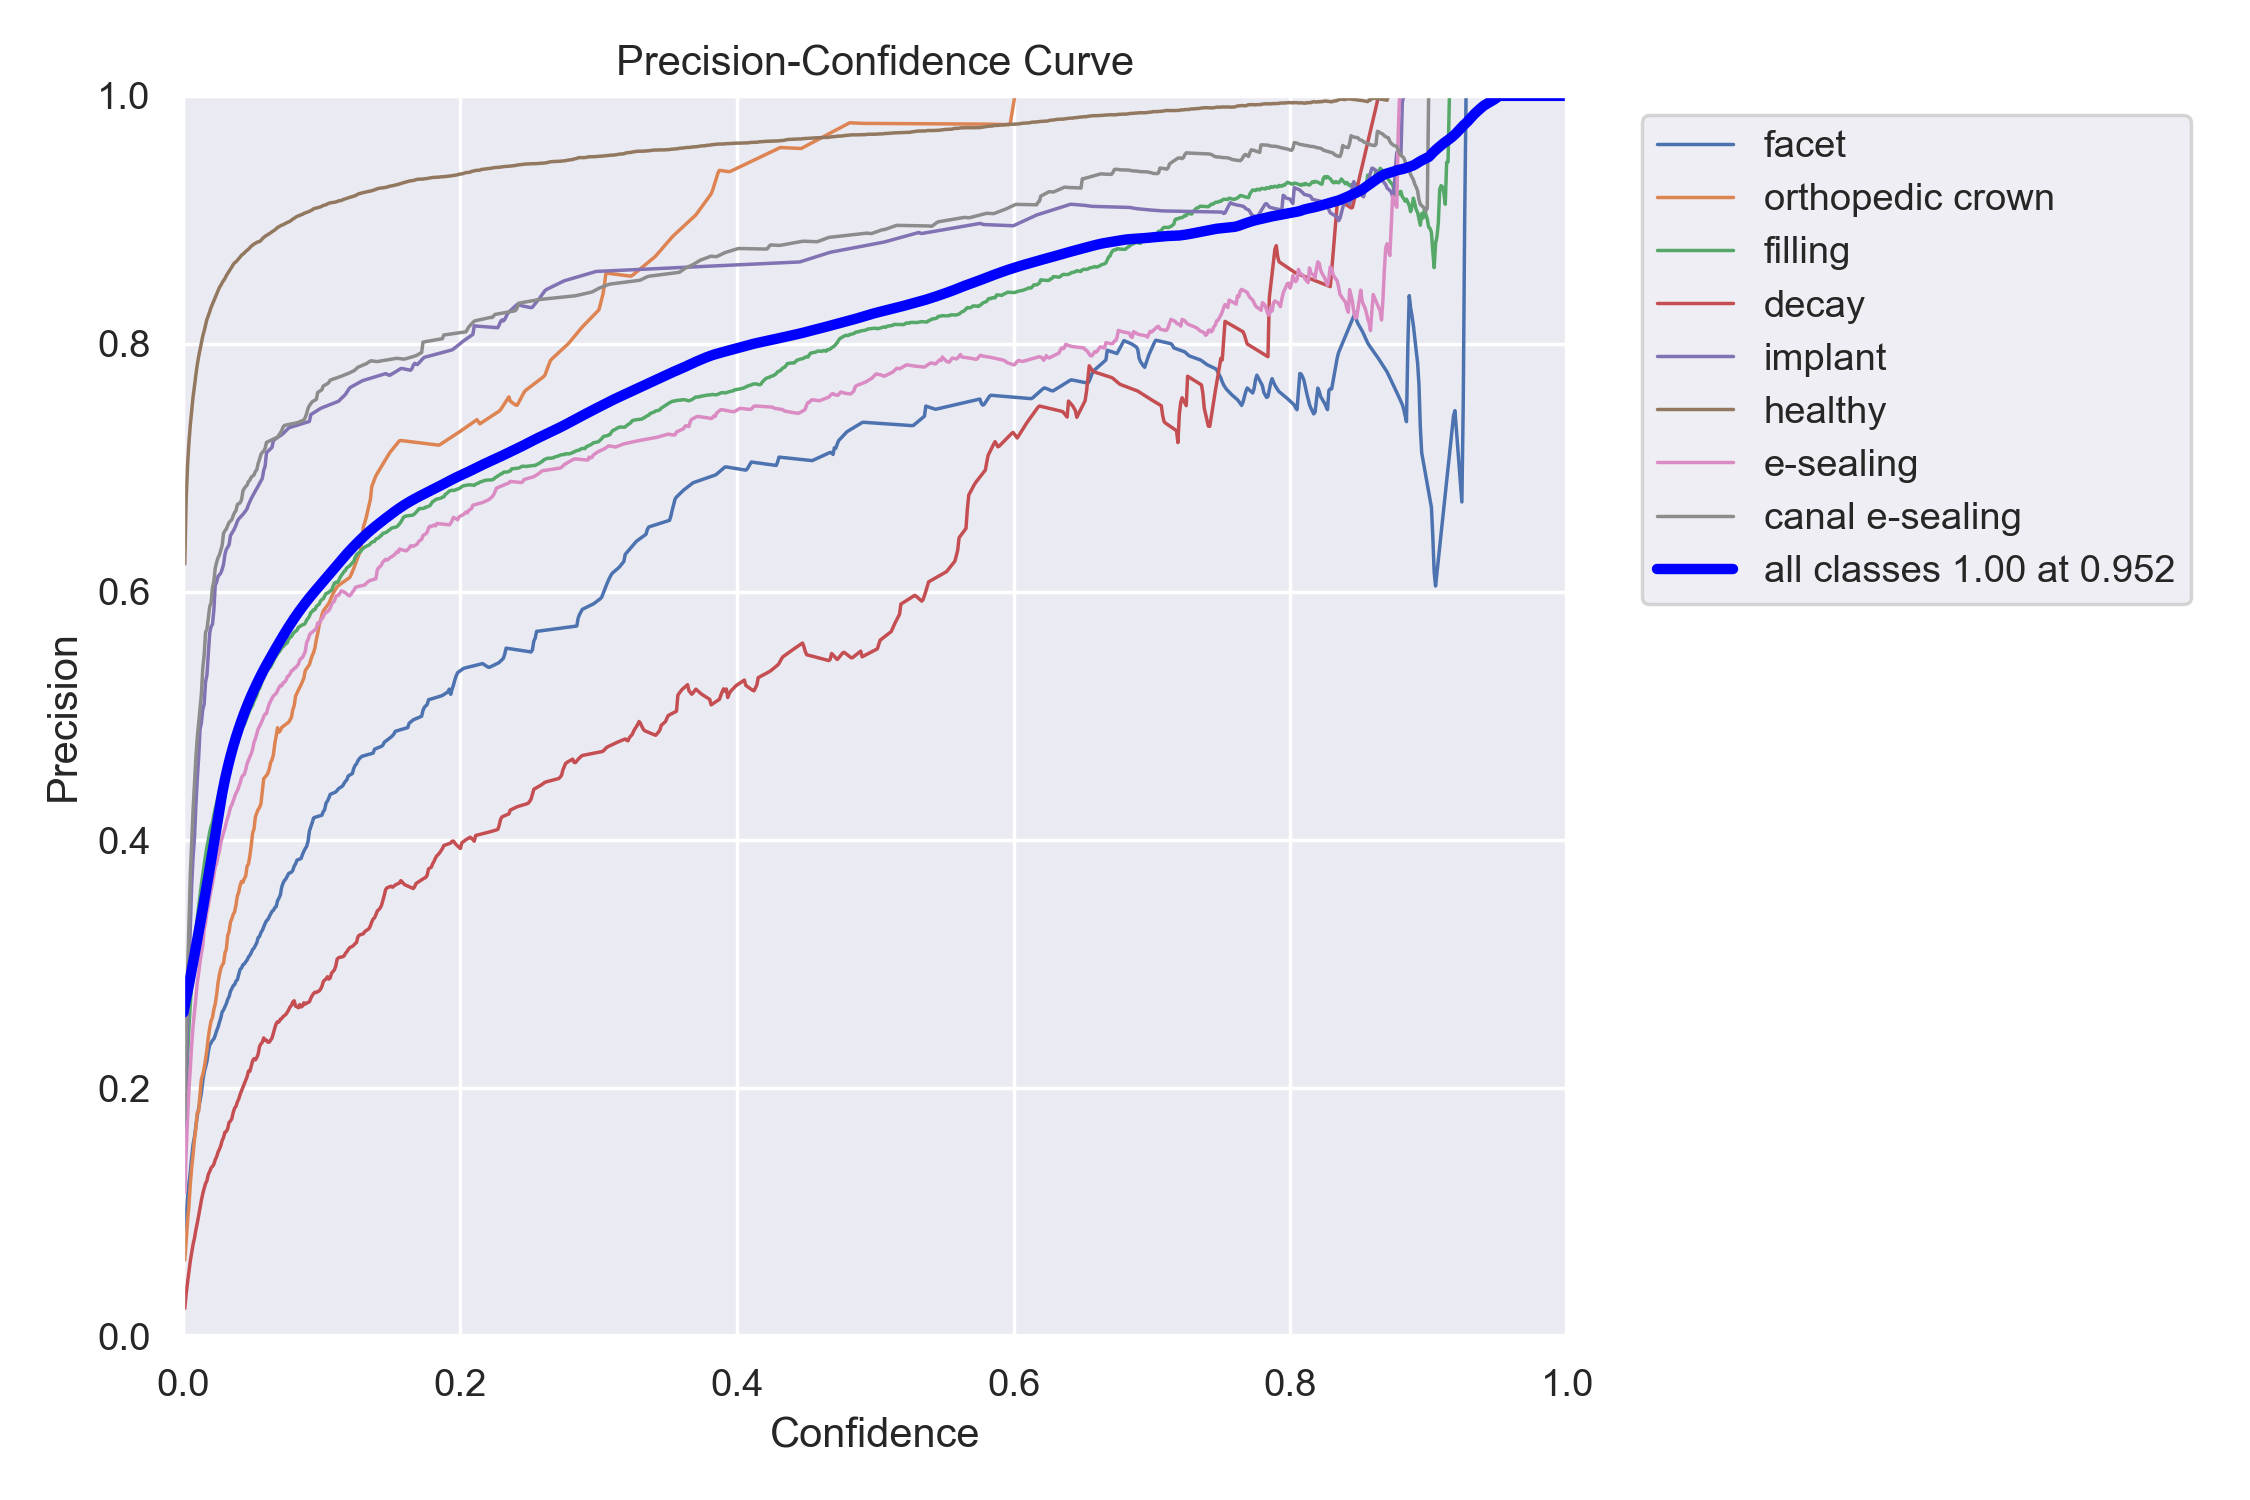 Precision-Confidence Curve
1.0
0.8
0.6
0.4
0.2
0.0
Precision
0.0 0.2 0.4 0.6 0.8 1.0
Confidence
facet
orthopedic crown
filling
decay
implant
healthy
e-sealing
canal e-sealing
all classes 1.00 at 0.952